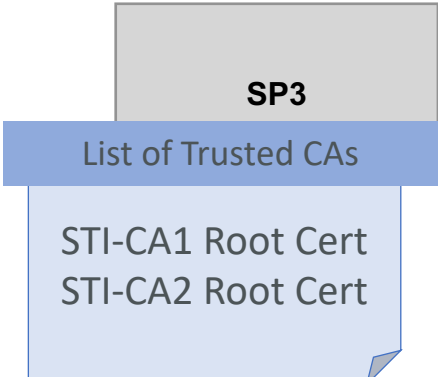 SP3
List of Trusted CAs
STI-CA1 Root Cert
STI-CA2 Root Cert